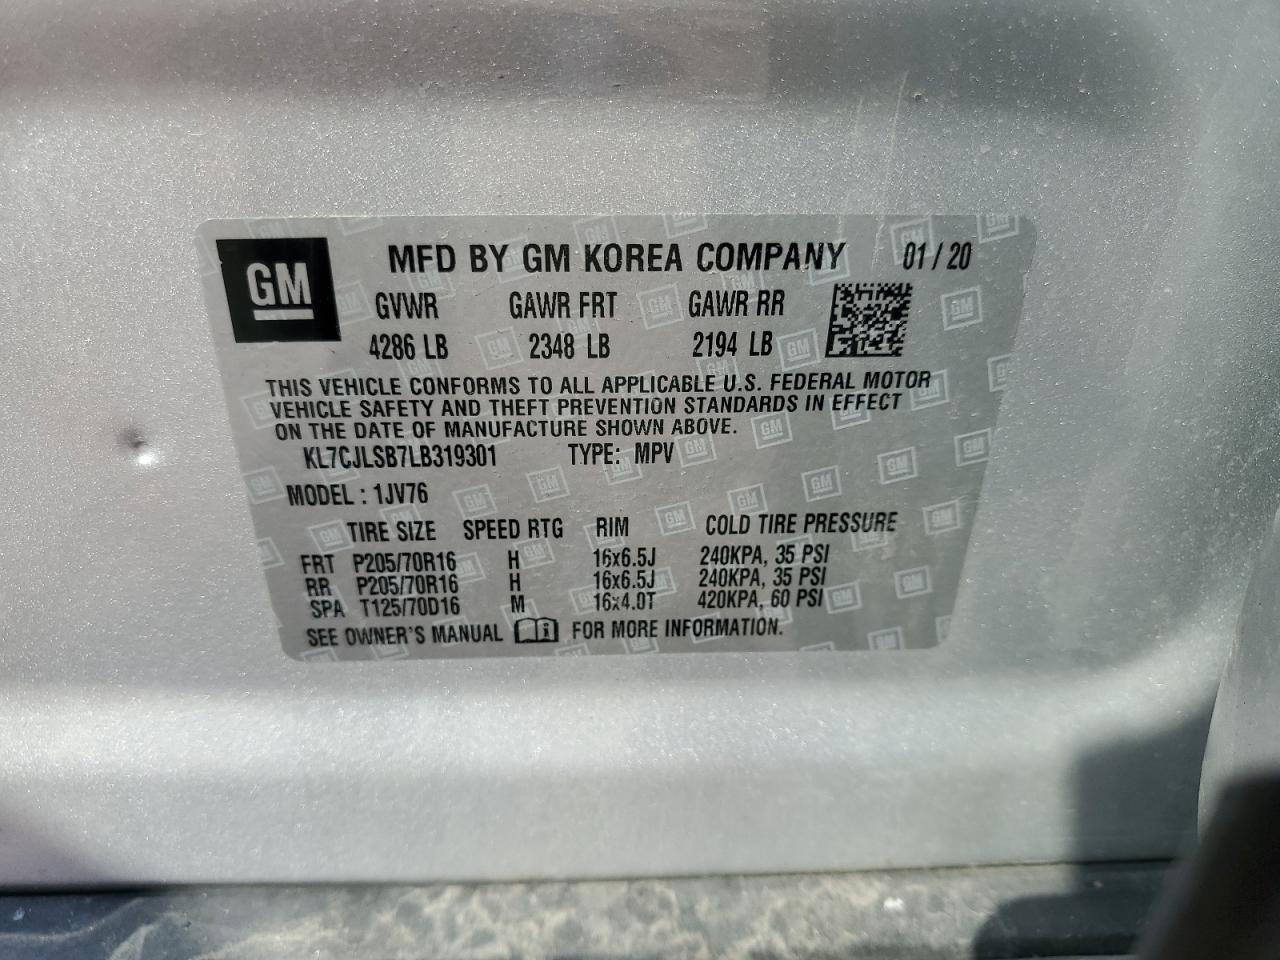 GM MFD BY GM KOREA COMPANY 01/20
GVWR GAWR FRT GAWR RR
4286 LB 2348 LB 2194 LB
THIS VEHICLE CONFORMS TO ALL APPLICABLE U.S. FEDERAL MOTOR
VEHICLE SAFETY AND THEFT PREVENTION STANDARDS IN EFFECT
ON THE DATE OF MANUFACTURE SHOWN ABOVE.
KL7CJLSB7LB319301 TYPE: MPV
MODEL : 1JV76
TIRE SIZE SPEED RTG RIM COLD TIRE PRESSURE
FRT P205/70R16 H 16x6.5J 240KPA, 35 PSI
RR P205/70R16 H 16x6.5J 240KPA, 35 PSI
SPA T125/70D16 M 16x4.0T 420KPA, 60 PSI
SEE OWNER'S MANUAL FOR MORE INFORMATION.